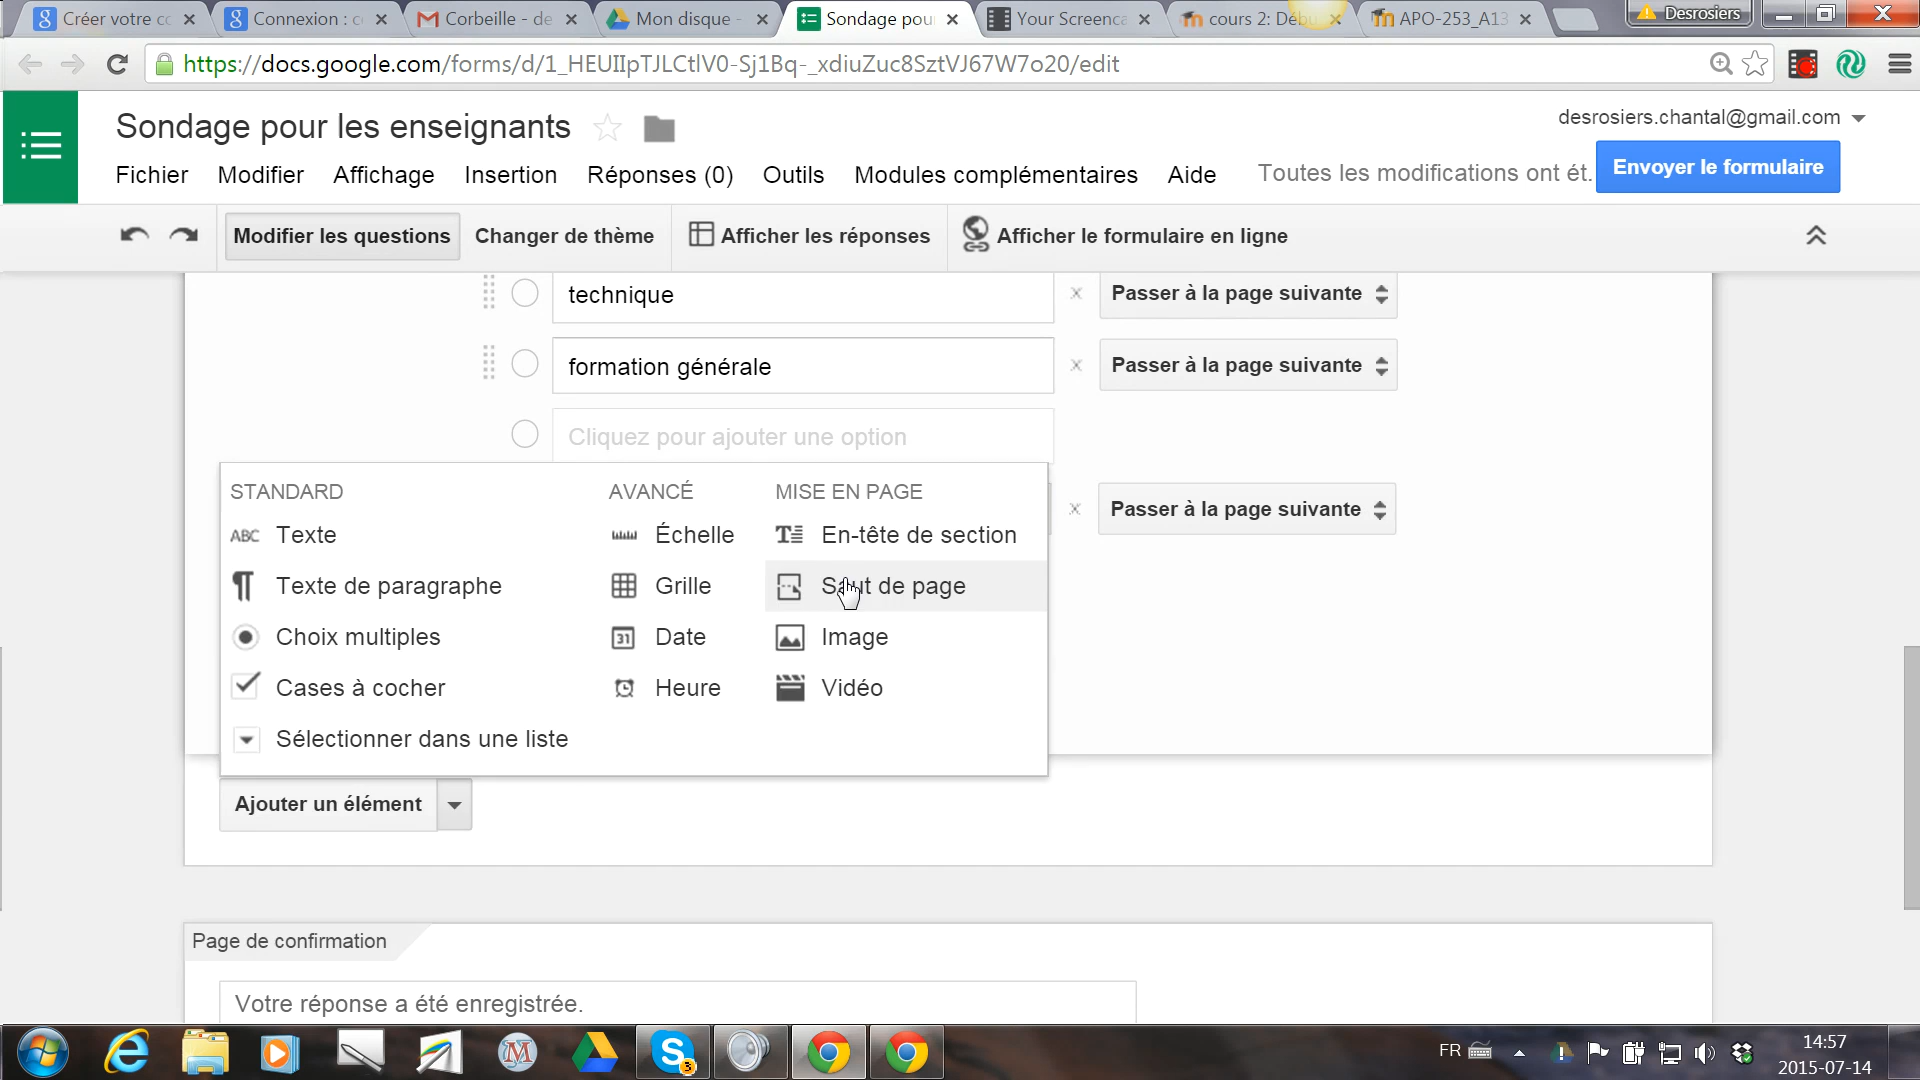 Créer votre co
Connexion : c
Corbeille - de
Mon disque -
Sondage pour
Your Screenca
cours 2: Débu
APO-253_A13
Desrosiers
https://docs.google.com/forms/d/1_HEUIIpTJLCtlV0-Sj1Bq-_xdiuZuc8SztVJ67W7o20/edit
Sondage pour les enseignants
desrosiers.chantal@gmail.com
Fichier Modifier Affichage Insertion Réponses (0) Outils Modules complémentaires Aide
Toutes les modifications ont ét.
Envoyer le formulaire
Modifier les questions
Changer de thème
Afficher les réponses
Afficher le formulaire en ligne
technique
Passer à la page suivante
formation générale
Passer à la page suivante
Cliquez pour ajouter une option
Passer à la page suivante
STANDARD AVANCÉ MISE EN PAGE
ABC Texte Échelle En-tête de section
Texte de paragraphe Grille Saut de page
Choix multiples 31 Date Image
Cases à cocher Heure Vidéo
Sélectionner dans une liste
Ajouter un élément
Page de confirmation
Votre réponse a été enregistrée.
FR
14:57
2015-07-14